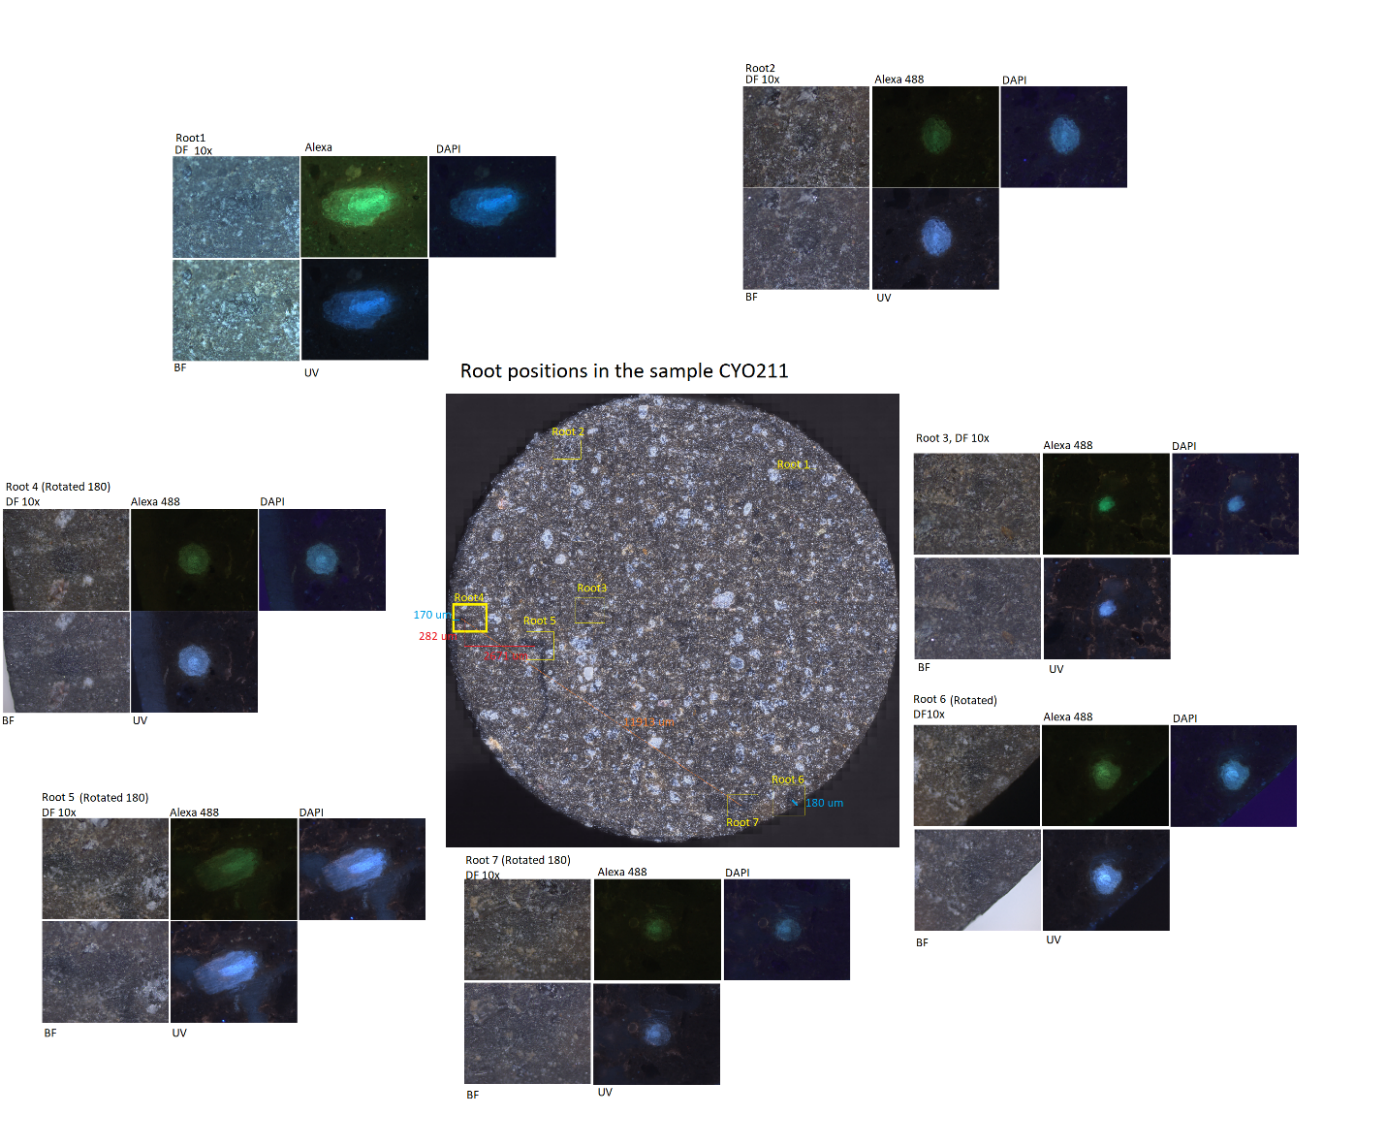 Root2
DF 10x
Alexa 488
DAPI
BF
UV
Root1
DF 10x
Alexa
DAPI
BF
UV
Root positions in the sample CYO211
Root 2
Root 1
Root3
Root4
Root 5
170 um
282 um
Root 6
180 um
Root 7
Root 3, DF 10x
Alexa 488
DAPI
BF
UV
Root 4 (Rotated 180)
DF 10x
Alexa 488
DAPI
BF
UV
Root 6 (Rotated)
DF10x
Alexa 488
DAPI
BF
UV
Root 5 (Rotated 180)
DF 10x
Alexa 488
DAPI
BF
UV
Root 7 (Rotated 180)
DF 10x
Alexa 488
DAPI
BF
UV